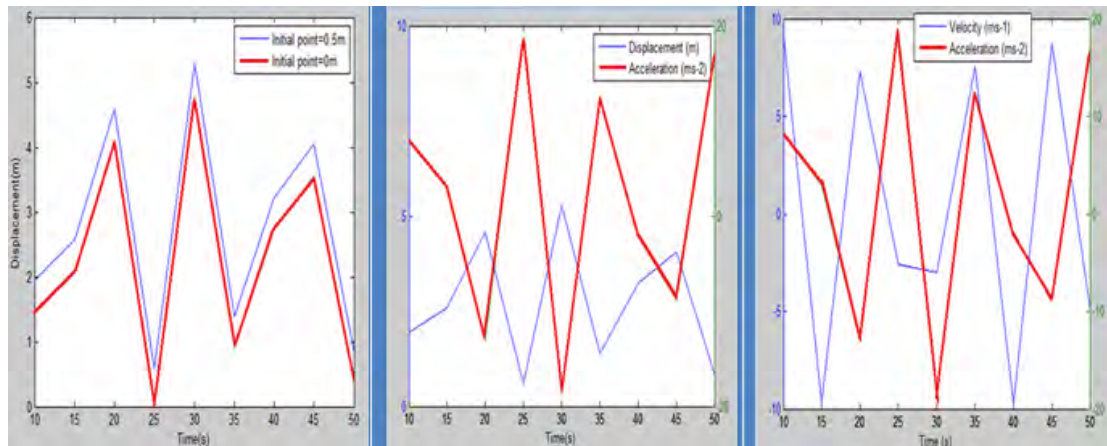 Initial point=0.5m
Initial point=0m
6
5
4
3
2
1
0
Displacement(m)
10 15 20 25 30 35 40 45 50
Time(s)
Displacement (m)
Acceleration (ms-2)
10
5
0
20
0
10 15 20 25 30 35 40 45 50
Time(s)
Velocity (ms-1)
Acceleration (ms-2)
10
5
-0
-5
-10
20
-10
-0
-10
-20
10 15 20 25 30 35 40 45 50
Time (s)